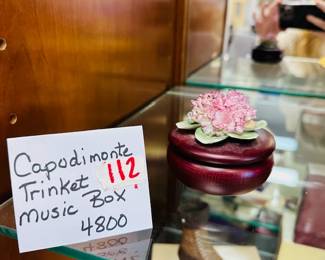 Capodimonte
Trinket 112
Music Box
4800